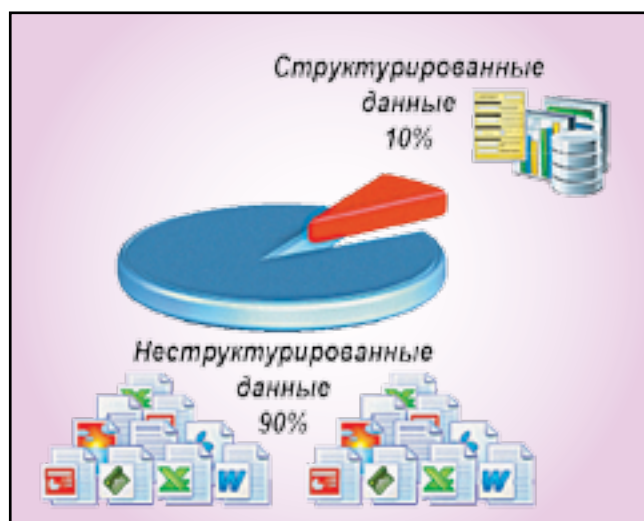 Структурированные
данные
10%
Неструктурированные
данные
90%